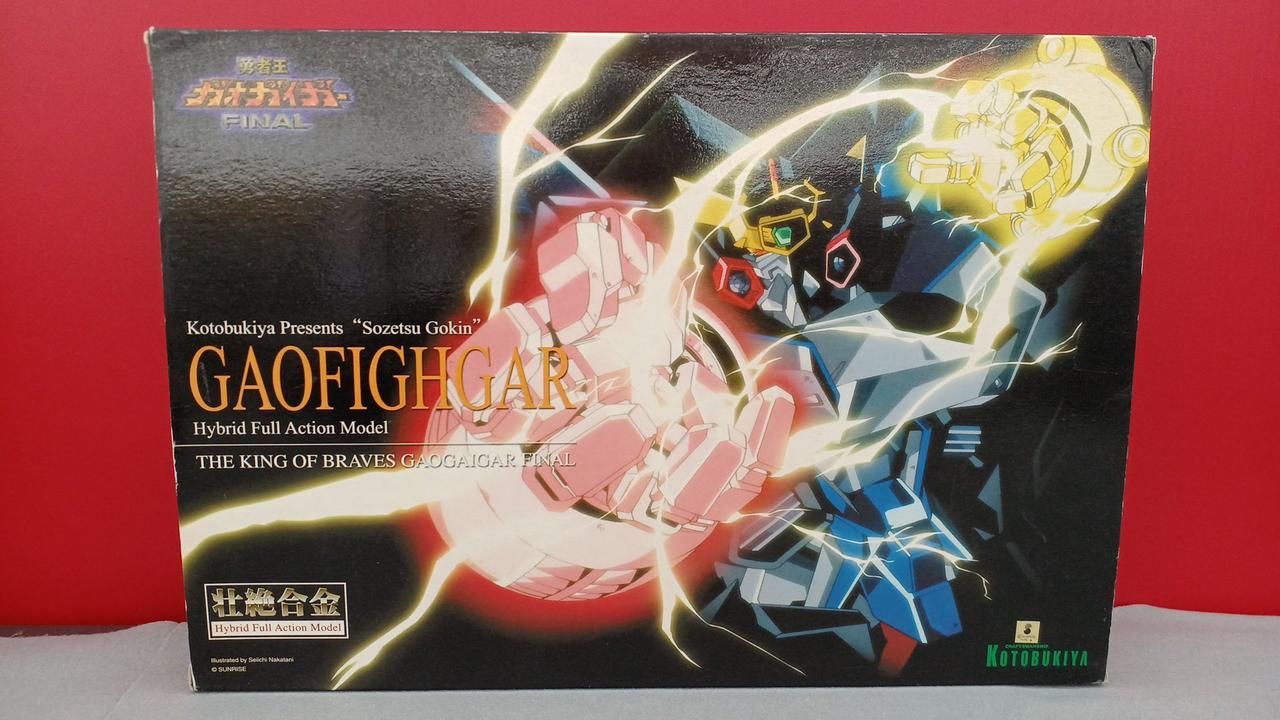 勇者王
ガオガイガー
FINAL
Kotobukiya Presents “Sozetsu Gokin”
GAOFIGHGAR
Hybrid Full Action Model
THE KING OF BRAVES GAOGAIGAR FINAL
壮絶合金
Hybrid Full Action Model
Illustrated by Seiichi Nakatani
© SUNRISE
CRAFTSMANSHIP
KOTOBUKIYA